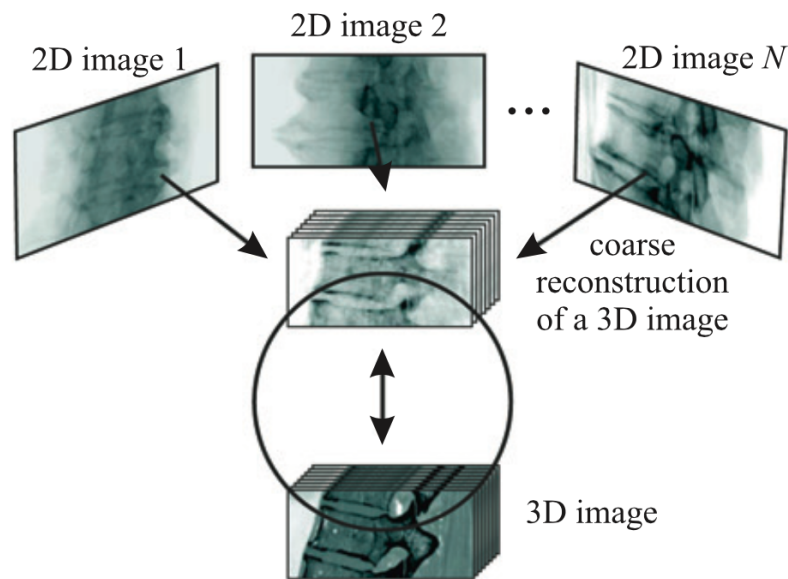 2D image 1
2D image 2
2D image N
...
coarse
reconstruction
of a 3D image
3D image